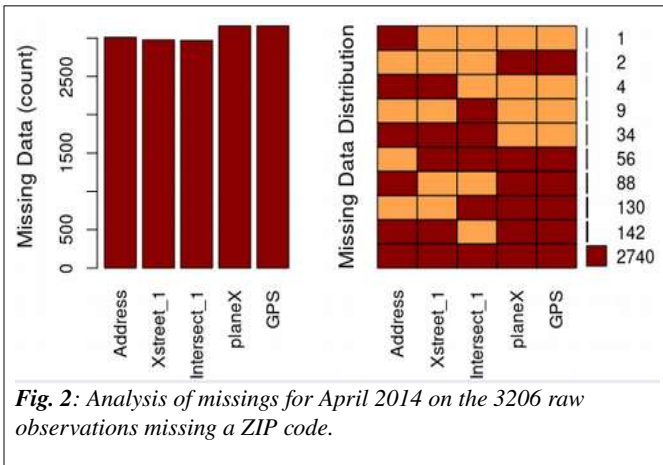 Missing Data (count)
0
500
1500
2500
Address
Xstreet_1
Intersect_1
planeX
GPS
Missing Data Distribution
Address
Xstreet_1
Intersect_1
planeX
GPS
1
2
4
9
34
56
88
130
142
2740
Fig. 2: Analysis of missings for April 2014 on the 3206 raw
observations missing a ZIP code.